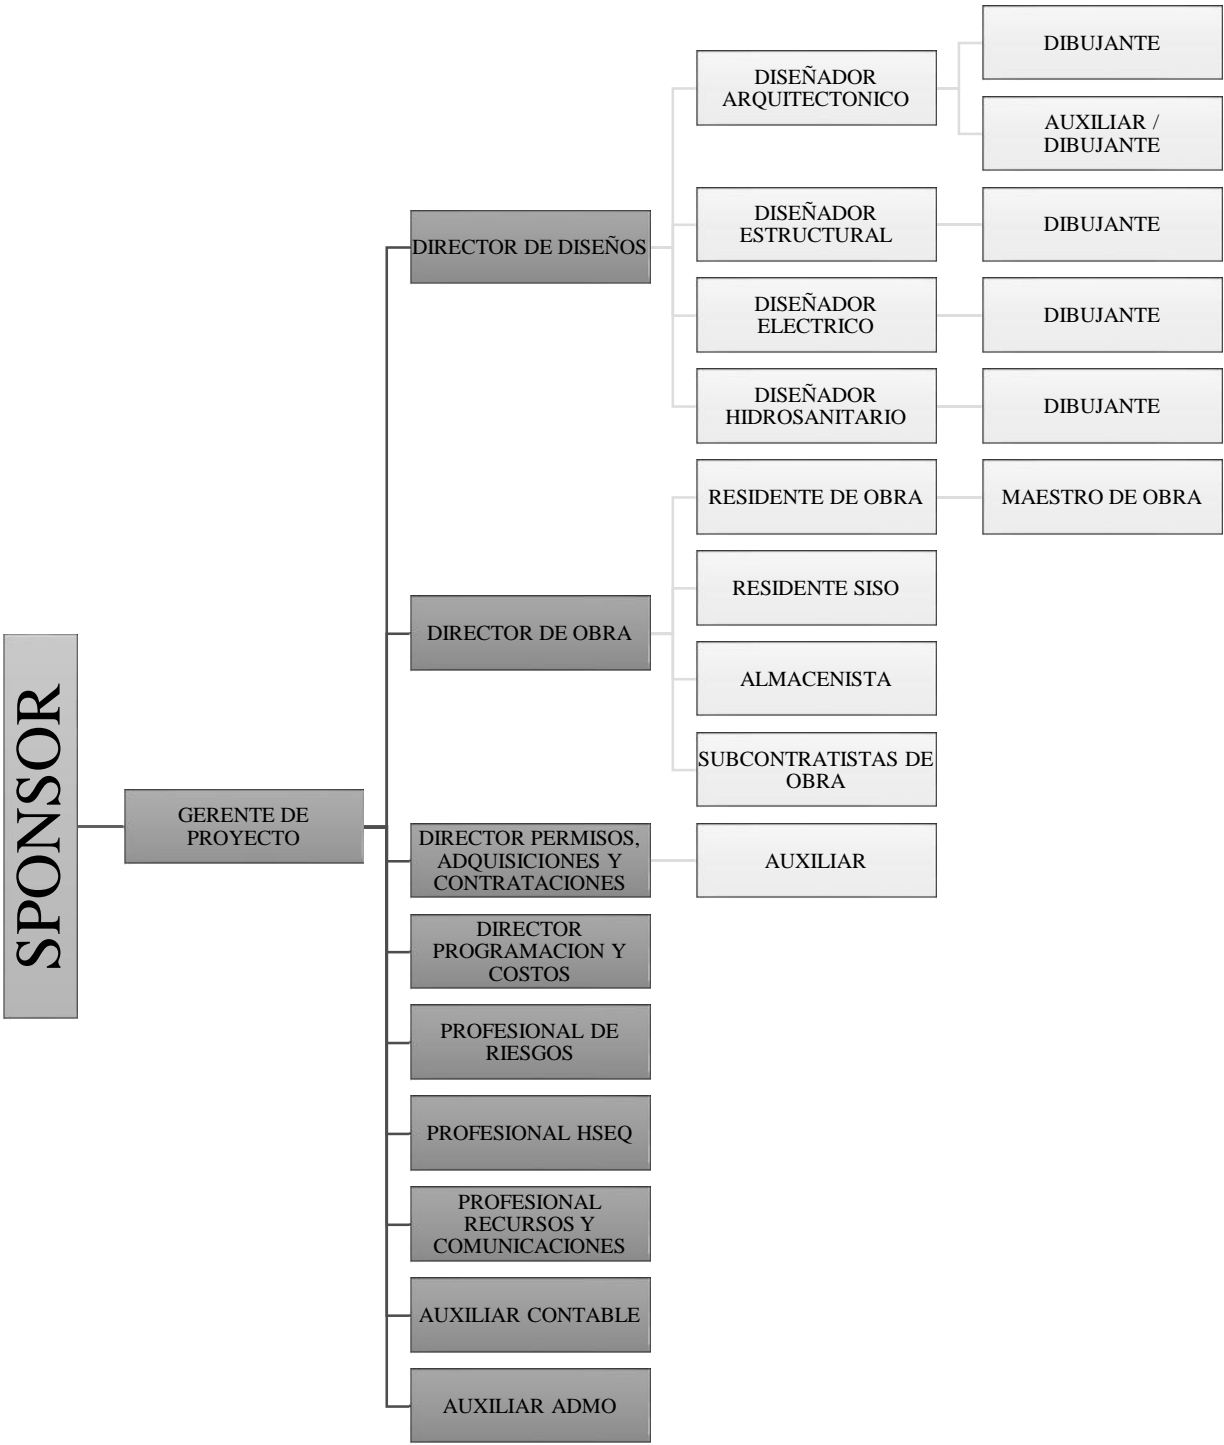 SPONSOR
GERENTE DE
PROYECTO
DIRECTOR DE DISEÑOS
DISEÑADOR
ARQUITECTONICO
DIBUJANTE
AUXILIAR /
DIBUJANTE
DISEÑADOR
ESTRUCTURAL
DIBUJANTE
DISEÑADOR
ELECTRICO
DIBUJANTE
DISEÑADOR
HIDROSANITARIO
DIBUJANTE
DIRECTOR DE OBRA
RESIDENTE DE OBRA
MAESTRO DE OBRA
RESIDENTE SISO
ALMACENISTA
SUBCONTRATISTAS DE
OBRA
DIRECTOR PERMISOS,
ADQUISICIONES Y
CONTRATACIONES
AUXILIAR
DIRECTOR
PROGRAMACION Y
COSTOS
PROFESIONAL DE
RIESGOS
PROFESIONAL HSEQ
PROFESIONAL
RECURSOS Y
COMUNICACIONES
AUXILIAR CONTABLE
AUXILIAR ADMO